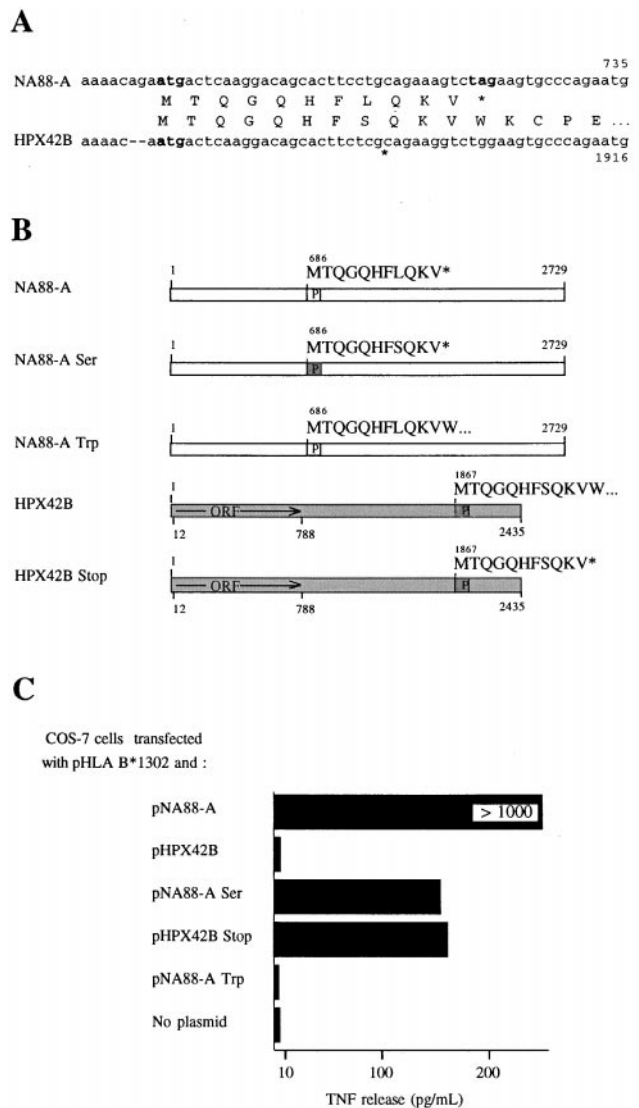 A
735
NA88-A aaaacagaatgactcaaggacagcacttcctgcagaaagtctagaagtgcccagaatg
M T Q G Q H F L Q K V *
M T Q G Q H F S Q K V W K C P E ...
HPX42B aaaac--aatgactcaaggacagcacttctcgcagaaggtctggaagtgcccagaatg
*
1916
B
686
1 MTQGQHFLQKV* 2729
NA88-A P
686
1 MTQGQHFSQKV* 2729
NA88-A Ser P
686
1 MTQGQHFLQKVW... 2729
NA88-A Trp P
1867
1 MTQGQHFSQKVW...
HPX42B ORF P
12 788 2435
1867
1 MTQGQHFSQKV*
HPX42B Stop ORF P
12 788 2435
C
COS-7 cells transfected
with pHLA B*1302 and :
pNA88-A > 1000
pHPX42B
pNA88-A Ser
pHPX42B Stop
pNA88-A Trp
No plasmid
10 100 200
TNF release (pg/mL)